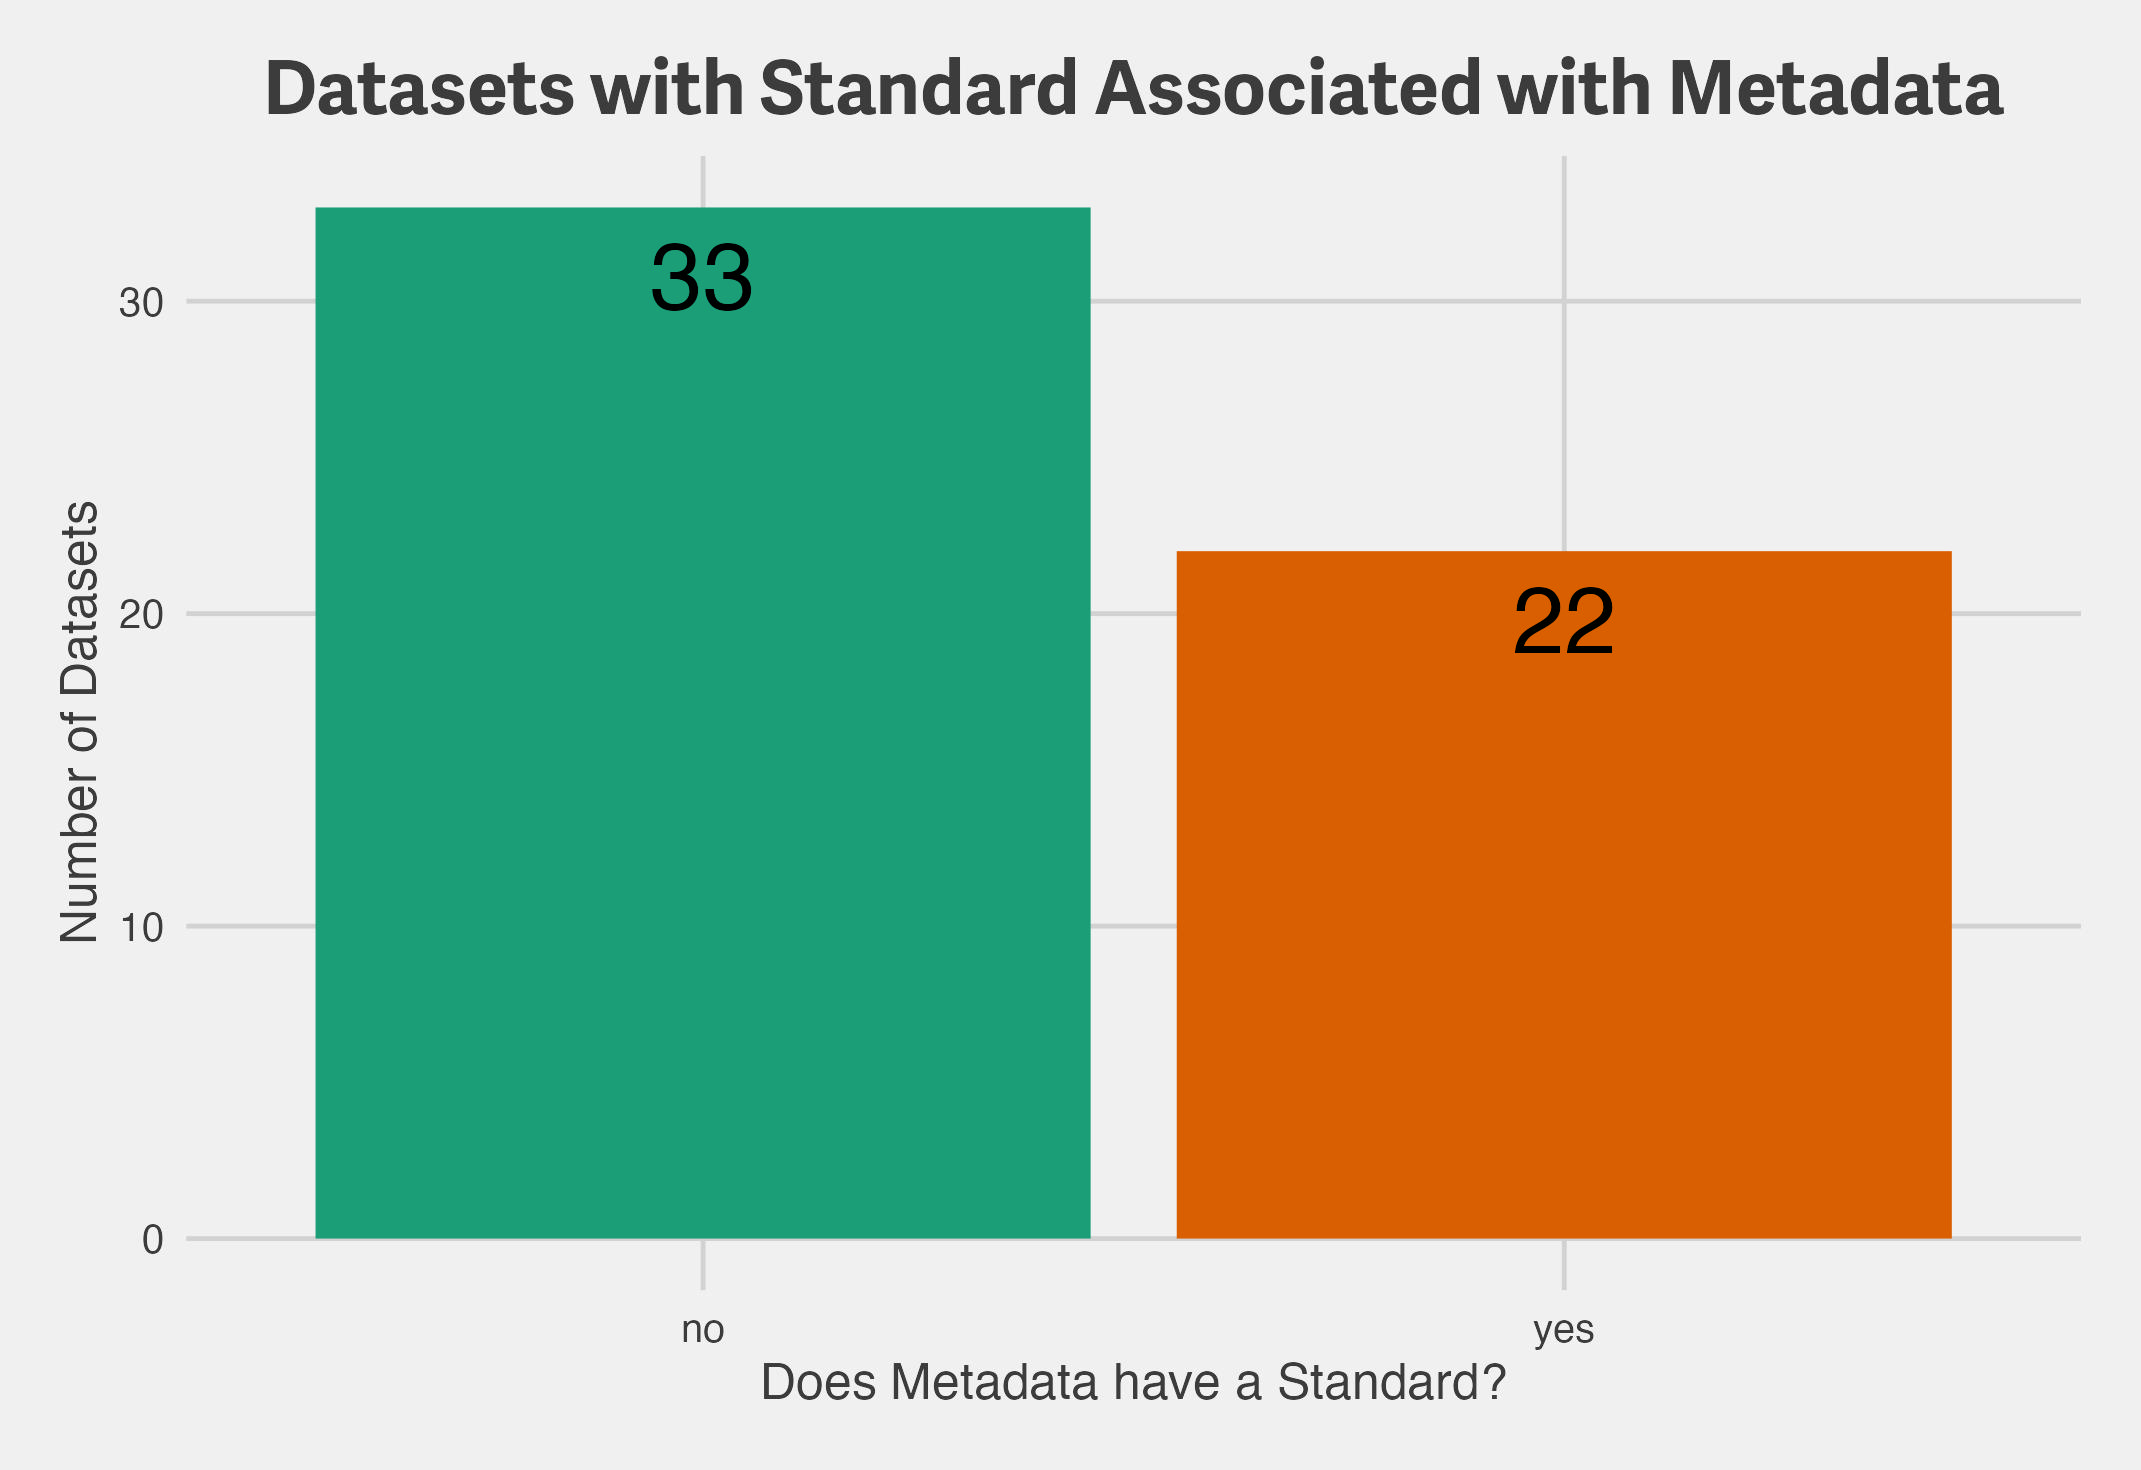 Datasets with Standard Associated with Metadata
33
30
22
20
10
0
Number of Datasets
no
yes
Does Metadata have a Standard?